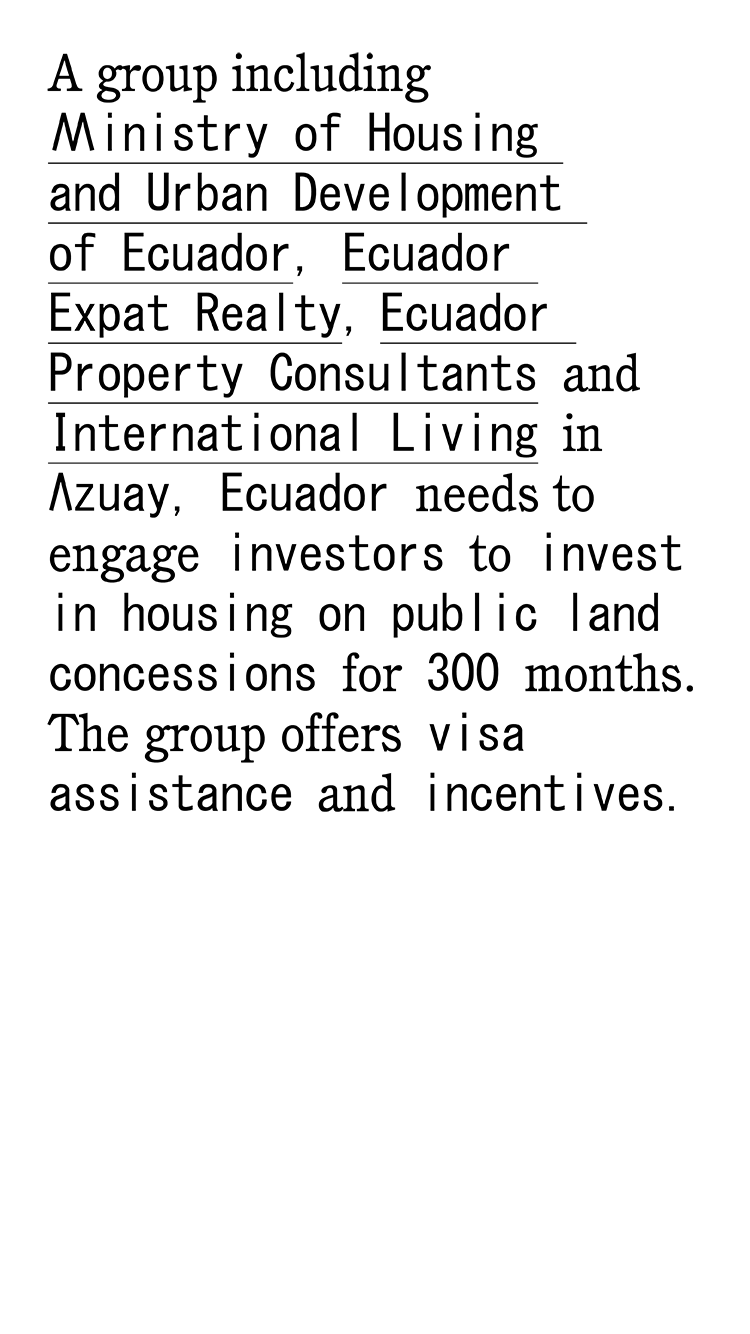 A group including
Ministry of Housing
and Urban Development
of Ecuador, Ecuador
Expat Realty, Ecuador
Property Consultants and
International Living in
Azuay, Ecuador needs to
engage investors to invest
in housing on public land
concessions for 300 months.
The group offers visa
assistance and incentives.